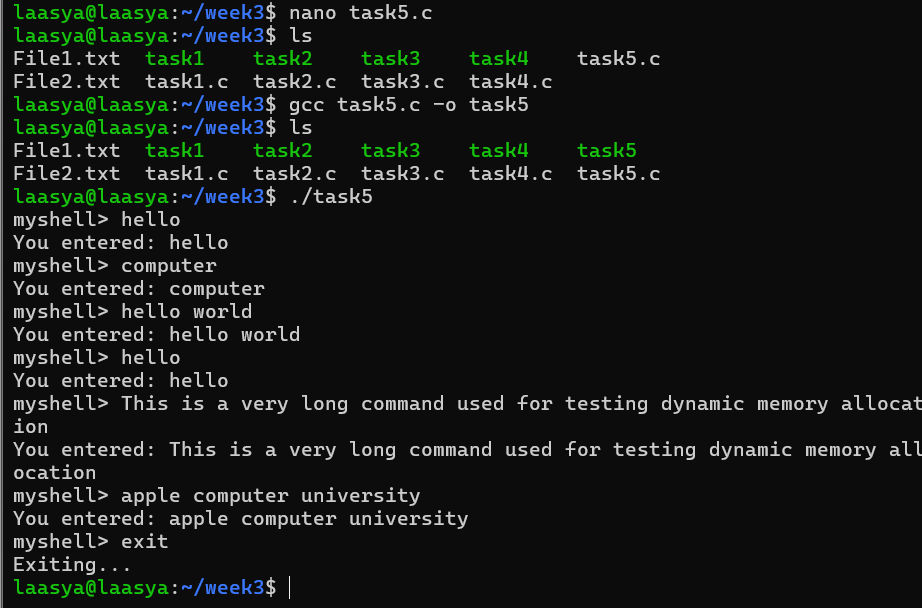 laasya@laasya:~/week3$ nano task5.c
laasya@laasya:~/week3$ ls
File1.txt  task1    task2    task3    task4    task5.c
File2.txt  task1.c  task2.c  task3.c  task4.c
laasya@laasya:~/week3$ gcc task5.c -o task5
laasya@laasya:~/week3$ ls
File1.txt  task1    task2    task3    task4    task5
File2.txt  task1.c  task2.c  task3.c  task4.c  task5.c
laasya@laasya:~/week3$ ./task5
myshell> hello
You entered: hello
myshell> computer
You entered: computer
myshell> hello world
You entered: hello world
myshell> hello
You entered: hello
myshell> This is a very long command used for testing dynamic memory allocat
ion
You entered: This is a very long command used for testing dynamic memory all
ocation
myshell> apple computer university
You entered: apple computer university
myshell> exit
Exiting...
laasya@laasya:~/week3$